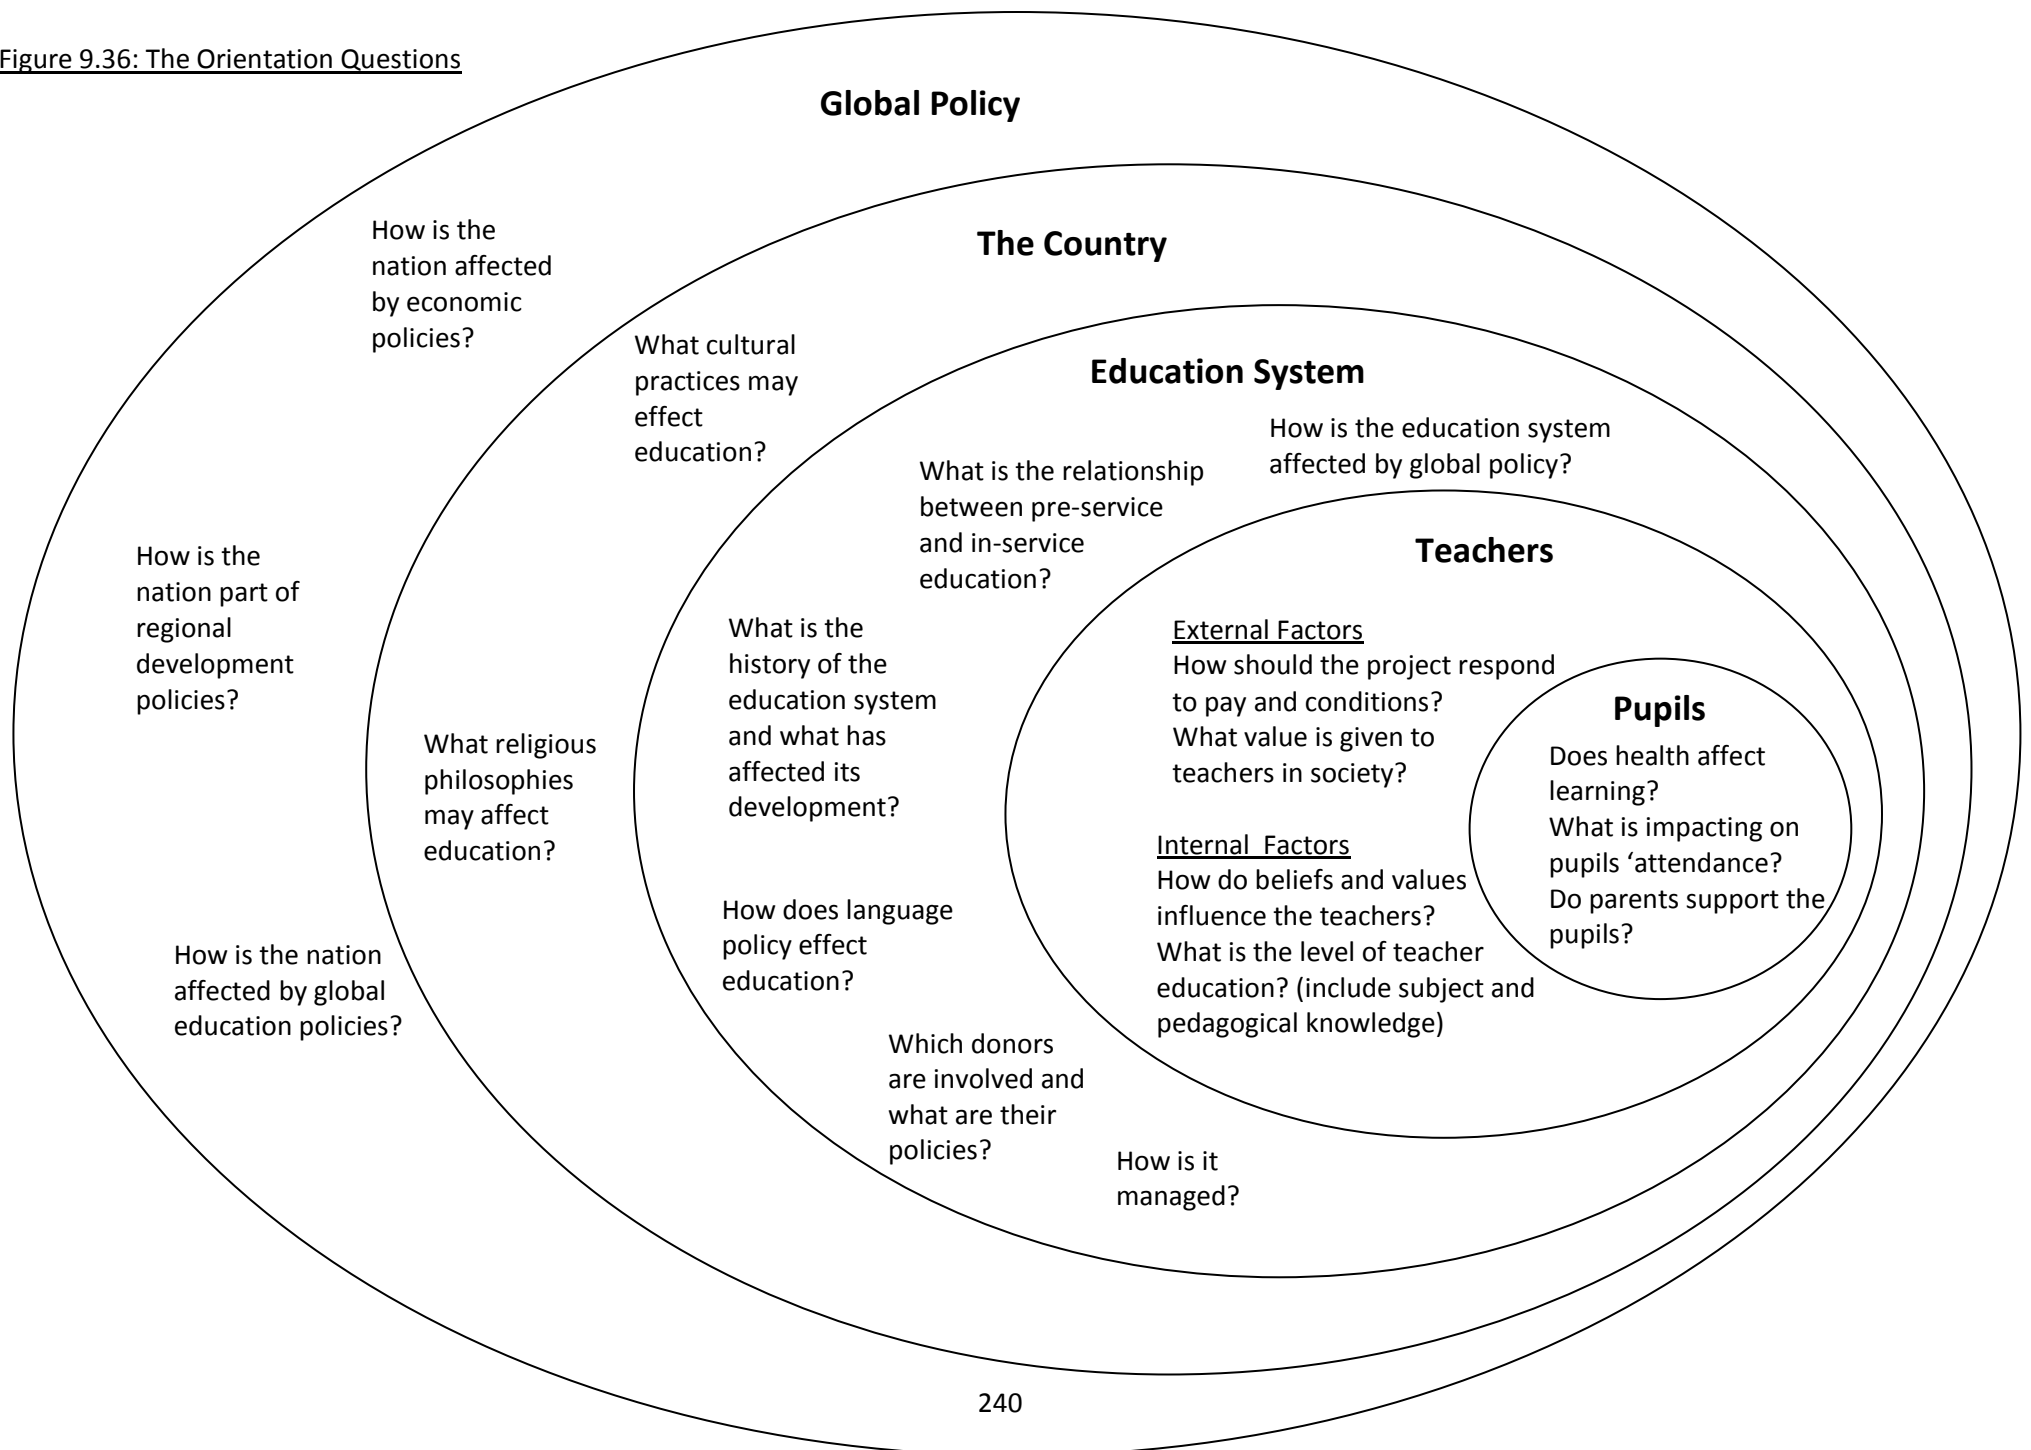 Figure 9.36: The Orientation Questions
Global Policy
How is the
nation affected
by economic
policies?
How is the
nation part of
regional
development
policies?
How is the nation
affected by global
education policies?
The Country
What cultural
practices may
effect
education?
What religious
philosophies
may affect
education?
Education System
How is the education system
affected by global policy?
What is the relationship
between pre-service
and in-service
education?
What is the
history of the
education system
and what has
affected its
development?
How does language
policy effect
education?
Which donors
are involved and
what are their
policies?
How is it
managed?
Teachers
External Factors
How should the project respond
to pay and conditions?
What value is given to
teachers in society?
Internal  Factors
How do beliefs and values
influence the teachers?
What is the level of teacher
education? (include subject and
pedagogical knowledge)
Pupils
Does health affect
learning?
What is impacting on
pupils ‘attendance?
Do parents support the
pupils?
240